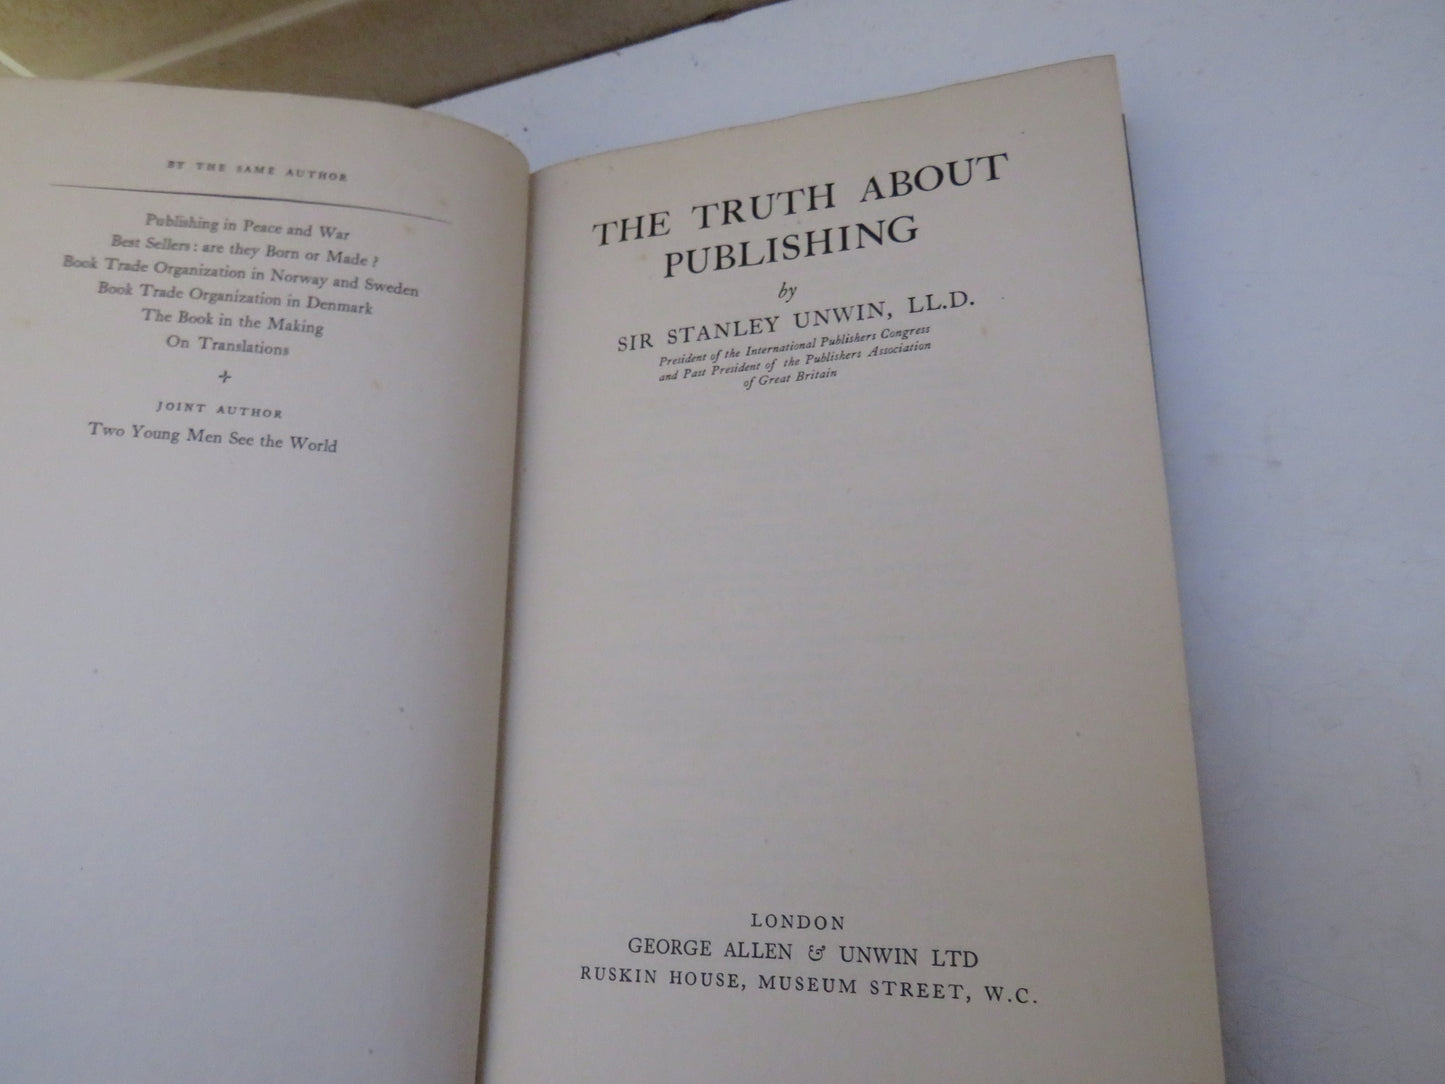 BY THE SAME AUTHOR
Publishing in Peace and War
Best Sellers: are they Born or Made?
Book Trade Organization in Norway and Sweden
Book Trade Organization in Denmark
The Book in the Making
On Translations
JOINT AUTHOR
Two Young Men See the World
THE TRUTH ABOUT
PUBLISHING
by
SIR STANLEY UNWIN, LL.D.
President of the International Publishers Congress
and Past President of the Publishers Association
of Great Britain
LONDON
GEORGE ALLEN & UNWIN LTD
RUSKIN HOUSE, MUSEUM STREET, W.C.